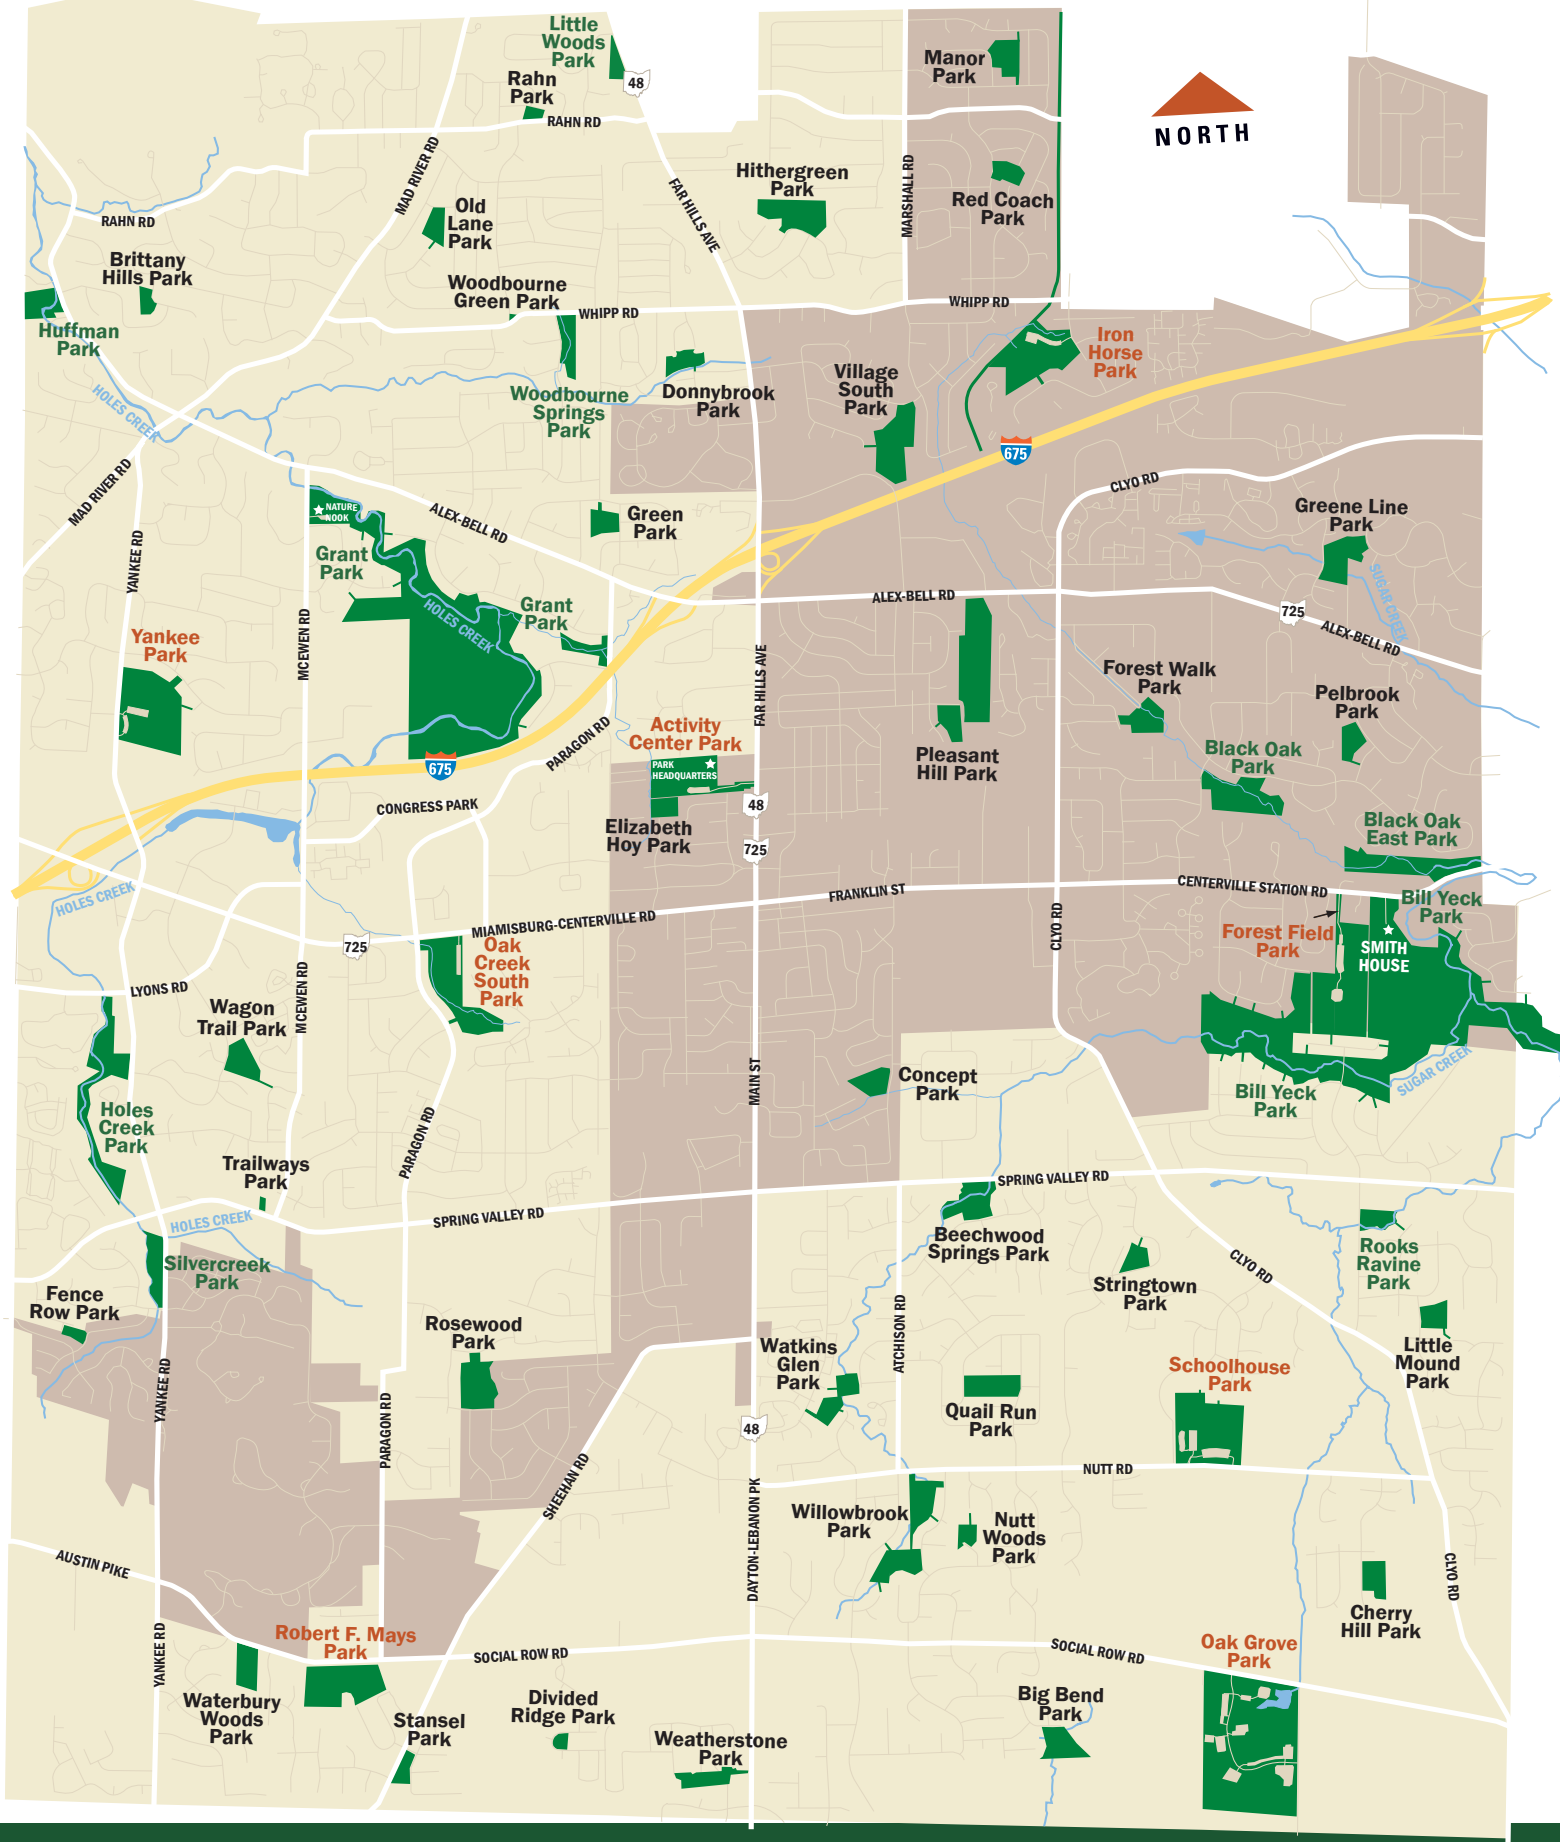 Little
Woods
Park
Rahn
Park
48
RAHN RD
Manor
Park
NORTH
MAD RIVER RD
Hithergreen
Park
MARSHALL RD
Red Coach
Park
FAR HILLS AVE
Old
Lane
Park
RAHN RD
Brittany
Hills Park
Woodbourne
Green Park
WHIPP RD
WHIPP RD
Huffman
Park
Iron
Horse
Park
Village
South
Park
Woodbourne
Springs
Park
Donnybrook
Park
HOLES CREEK
675
MAD RIVER RD
CLYO RD
NATURE
NOOK
ALEX-BELL RD
Green
Park
Greene Line
Park
YANKEE RD
Grant
Park
SUGAR CREEK
ALEX-BELL RD
725
Grant
Park
HOLES CREEK
ALEX-BELL RD
MCEWEN RD
Yankee
Park
FAR HILLS AVE
Forest Walk
Park
Pelbrook
Park
Activity
Center Park
PARAGON RD
Pleasant
Hill Park
Black Oak
Park
PARK
HEADQUARTERS
675
CONGRESS PARK
48
Elizabeth
Hoy Park
725
Black Oak
East Park
HOLES CREEK
FRANKLIN ST
CENTERVILLE STATION RD
Bill Yeck
Park
MIAMISBURG-CENTERVILLE RD
725
CLYO RD
Forest Field
Park
SMITH
HOUSE
Oak
Creek
South
Park
LYONS RD
MCEWEN RD
Wagon
Trail Park
MAIN ST
Concept
Park
SUGAR CREEK
Bill Yeck
Park
Holes
Creek
Park
PARAGON RD
Trailways
Park
SPRING VALLEY RD
HOLES CREEK
SPRING VALLEY RD
Beechwood
Springs Park
Silvercreek
Park
Rooks
Ravine
Park
CLYO RD
Stringtown
Park
Fence
Row Park
Rosewood
Park
ATCHISON RD
Watkins
Glen
Park
Little
Mound
Park
Schoolhouse
Park
YANKEE RD
PARAGON RD
Quail Run
Park
48
SHEEHAN RD
NUTT RD
DAYTON-LEBANON PK
Willowbrook
Park
Nutt
Woods
Park
AUSTIN PIKE
CLYO RD
Cherry
Hill Park
Robert F. Mays
Park
YANKEE RD
SOCIAL ROW RD
SOCIAL ROW RD
Oak Grove
Park
Waterbury
Woods
Park
Stansel
Park
Divided
Ridge Park
Big Bend
Park
Weatherstone
Park